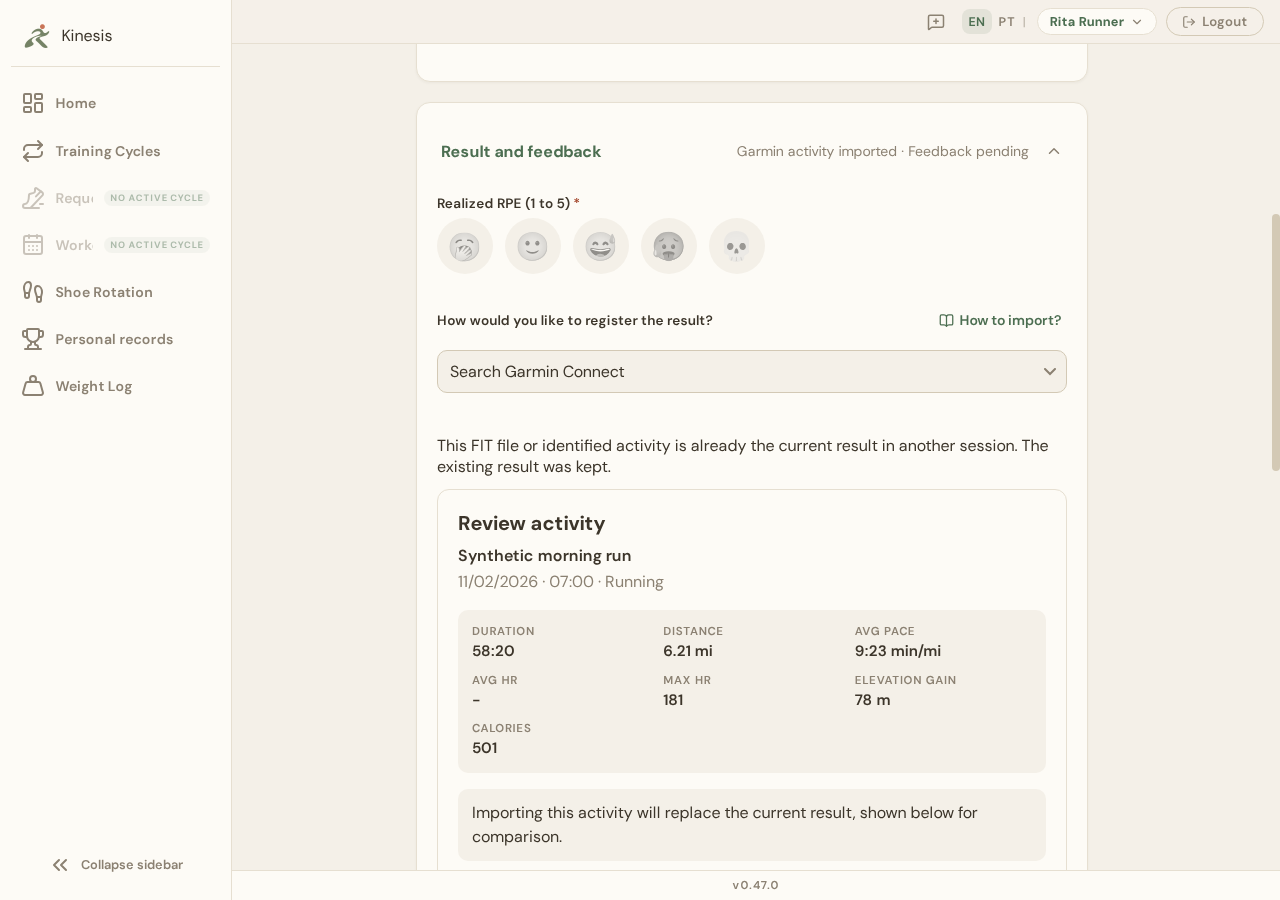 Kinesis
EN PT |
Rita Runner
Logout
Home
Training Cycles
NO ACTIVE CYCLE
NO ACTIVE CYCLE
Shoe Rotation
Personal records
Weight Log
Collapse sidebar
Result and feedback
Garmin activity imported · Feedback pending
Realized RPE (1 to 5) *
How would you like to register the result?
How to import?
Search Garmin Connect
This FIT file or identified activity is already the current result in another session. The
existing result was kept.
Review activity
Synthetic morning run
11/02/2026 · 07:00 · Running
DURATION DISTANCE AVG PACE
58:20 6.21 mi 9:23 min/mi
AVG HR MAX HR ELEVATION GAIN
- 181 78 m
CALORIES
501
Importing this activity will replace the current result, shown below for
comparison.
v0.47.0